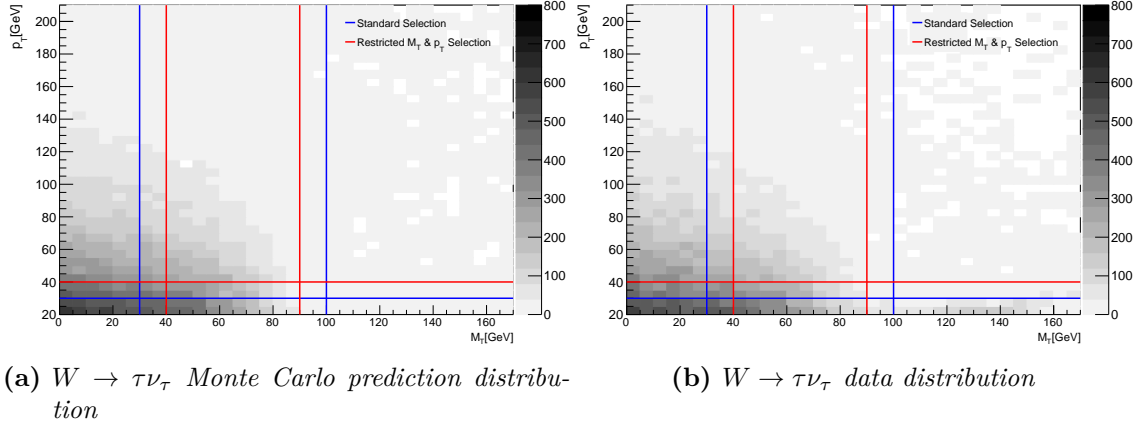 p_T[GeV]
200
180
160
140
120
100
80
60
40
20
0 20 40 60 80 100 120 140 160
M_T[GeV]
Standard Selection
Restricted M_T & p_T Selection
800
700
600
500
400
300
200
100
0
(a) W → τν_τ Monte Carlo prediction distribu-
tion
p_T[GeV]
200
180
160
140
120
100
80
60
40
20
0 20 40 60 80 100 120 140 160
M_T[GeV]
Standard Selection
Restricted M_T & p_T Selection
800
700
600
500
400
300
200
100
0
(b) W → τν_τ data distribution